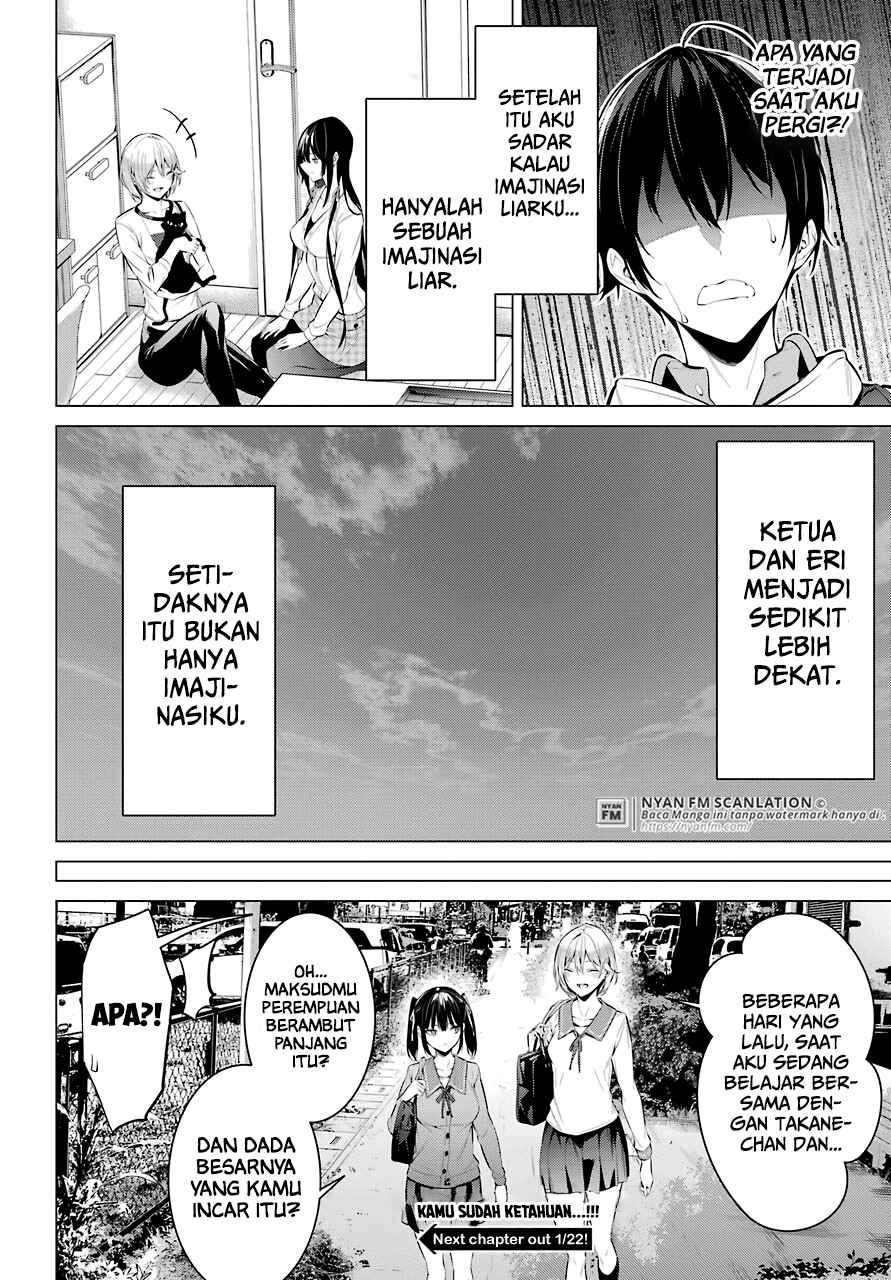 APA YANG
TERJADI
SAAT AKU
PERGI?!
SETELAH
ITU AKU
SADAR
KALAU
IMAJINASI
LIARKU...
HANYALAH
SEBUAH
IMAJINASI
LIAR.
KETUA
DAN ERI
MENJADI
SEDIKIT
LEBIH
DEKAT.
SETI-
DAKNYA
ITU BUKAN
HANYA
IMAJI-
NASIKU.
NYAN
FM
NYAN FM SCANLATION ©
Baca Manga ini tanpa watermark hanya di :
https://nyanfm.com/
BEBERAPA
HARI YANG
LALU, SAAT
AKU SEDANG
BELAJAR BER-
SAMA DEN-
GAN TAKANE-
CHAN DAN...
OH...
MAKSUDMU
PEREMPUAN
BERAMBUT
PANJANG
ITU?
DAN DADA
BESARNYA
YANG KAMU
INCAR ITU?
APA?!
KAMU SUDAH KETAHUAN...!!!
Next chapter out 1/22!